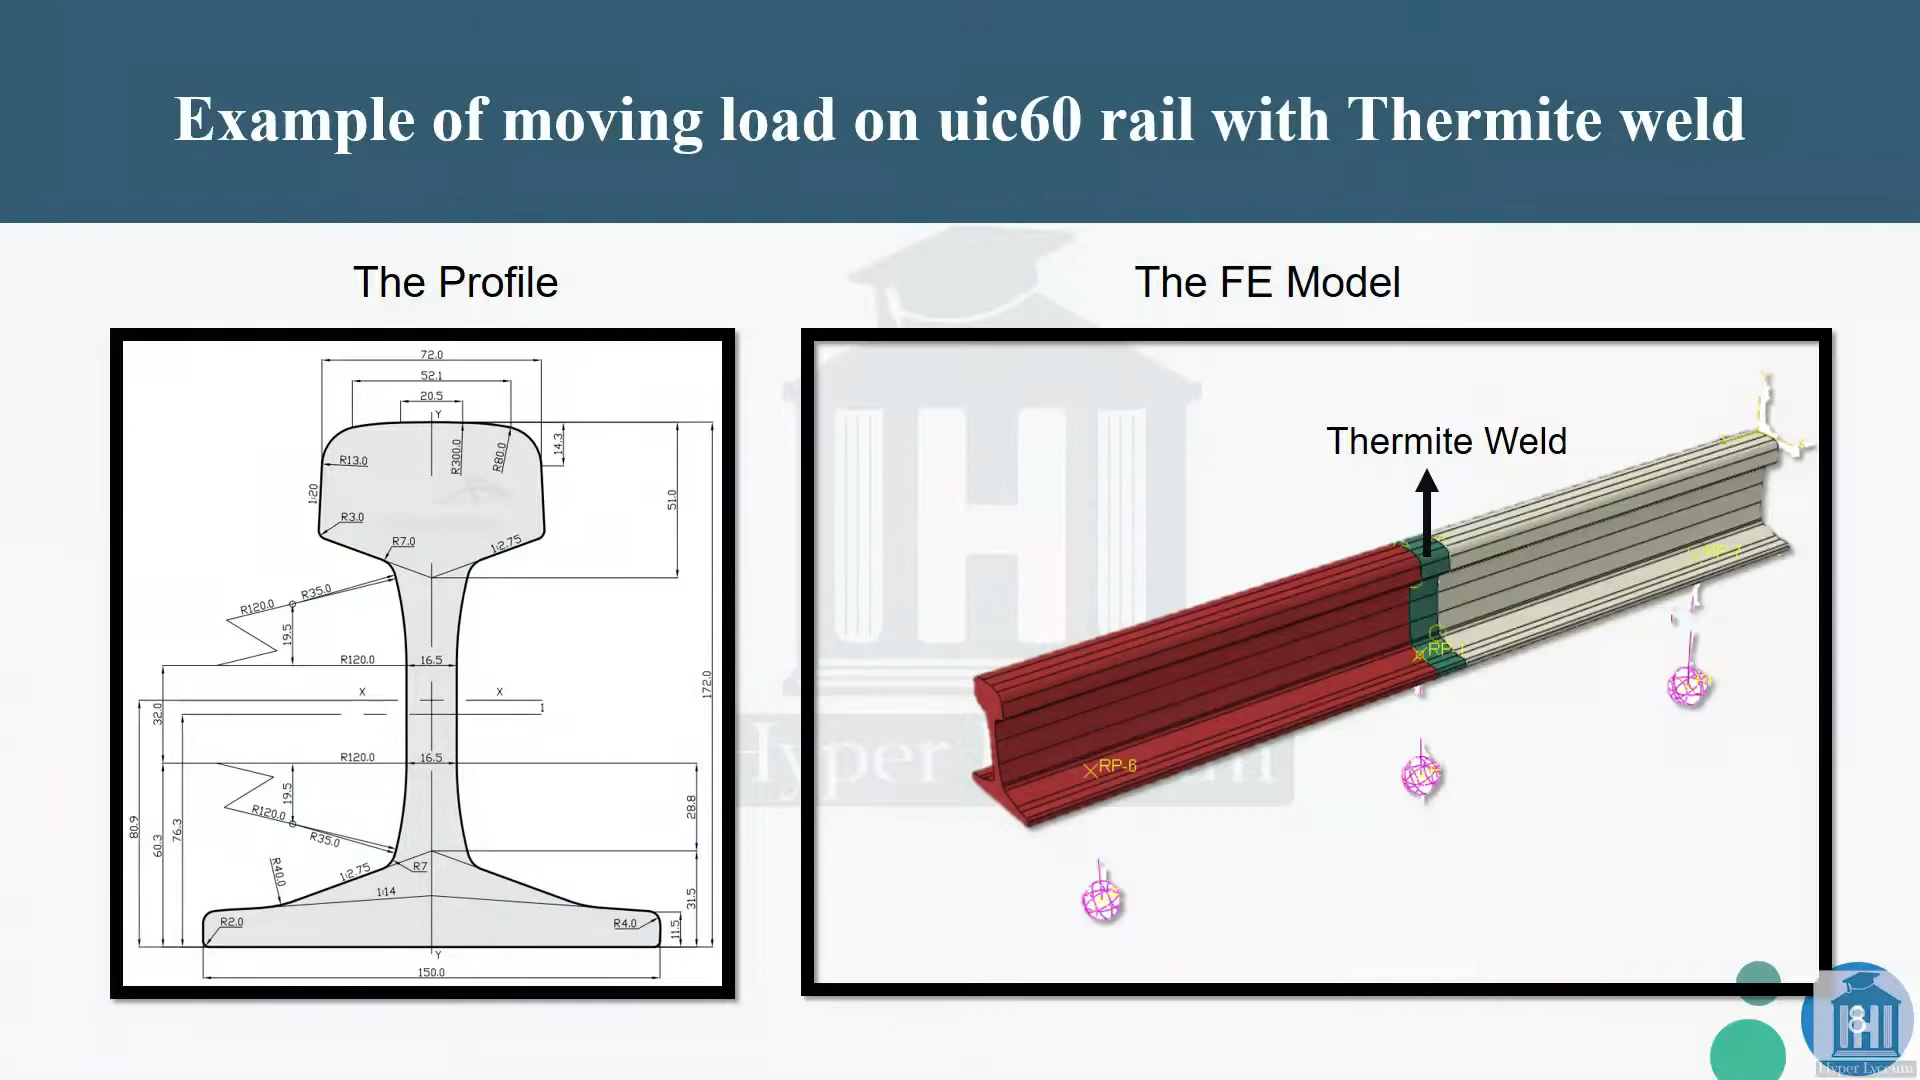 Example of moving load on uic60 rail with Thermite weld
The Profile
The FE Model
72.0
52.1
20.5
Y
R13.0
R300.0
R80.0
14.3
1:20
R3.0
R7.0
1:2.75
51.0
R120.0
R35.0
19.5
R120.0
16.5
172.0
X
X
1
32.0
R120.0
16.5
19.5
R120.0
R35.0
80.9
60.3
76.3
28.8
R40.0
1:2.75
R7
1:14
31.5
R2.0
R4.0
11.5
Y
150.0
Thermite Weld
RP-6
Hyper
8
Hyper Lyceum